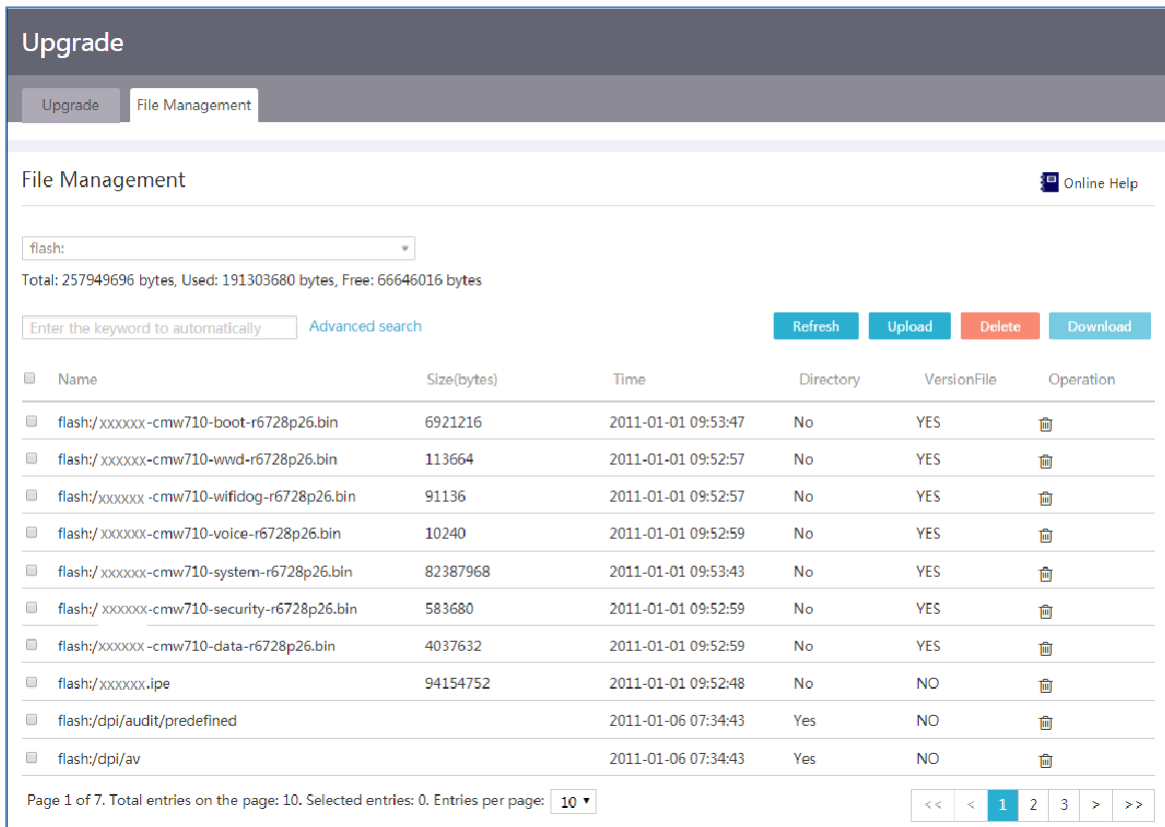 Upgrade
Upgrade File Management
File Management Online Help
flash:
Total: 257949696 bytes, Used: 191303680 bytes, Free: 66646016 bytes
Enter the keyword to automatically Advanced search Refresh Upload Delete Download
Name Size(bytes) Time Directory VersionFile Operation
flash:/xxxxxx-cmw710-boot-r6728p26.bin 6921216 2011-01-01 09:53:47 No YES
flash:/xxxxxx-cmw710-wwd-r6728p26.bin 113664 2011-01-01 09:52:57 No YES
flash:/xxxxxx -cmw710-wifidog-r6728p26.bin 91136 2011-01-01 09:52:57 No YES
flash:/xxxxxx-cmw710-voice-r6728p26.bin 10240 2011-01-01 09:52:59 No YES
flash:/xxxxxx-cmw710-system-r6728p26.bin 82387968 2011-01-01 09:53:43 No YES
flash:/ xxxxxx-cmw710-security-r6728p26.bin 583680 2011-01-01 09:52:59 No YES
flash:/xxxxxx -cmw710-data-r6728p26.bin 4037632 2011-01-01 09:52:59 No YES
flash:/xxxxxx.ipe 94154752 2011-01-01 09:52:48 No NO
flash:/dpi/audit/predefined 2011-01-06 07:34:43 Yes NO
flash:/dpi/av 2011-01-06 07:34:43 Yes NO
Page 1 of 7. Total entries on the page: 10. Selected entries: 0. Entries per page: 10 << < 1 2 3 > >>